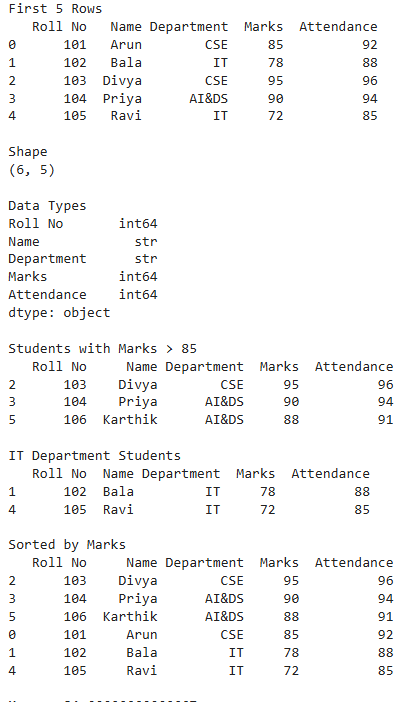 First 5 Rows
   Roll No   Name Department  Marks  Attendance
0      101   Arun        CSE     85          92
1      102   Bala         IT     78          88
2      103  Divya        CSE     95          96
3      104  Priya      AI&DS     90          94
4      105   Ravi         IT     72          85

Shape
(6, 5)

Data Types
Roll No       int64
Name            str
Department      str
Marks         int64
Attendance    int64
dtype: object

Students with Marks > 85
   Roll No     Name Department  Marks  Attendance
2      103    Divya        CSE     95          96
3      104    Priya      AI&DS     90          94
5      106  Karthik      AI&DS     88          91

IT Department Students
   Roll No  Name Department  Marks  Attendance
1      102  Bala         IT     78          88
4      105  Ravi         IT     72          85

Sorted by Marks
   Roll No     Name Department  Marks  Attendance
2      103    Divya        CSE     95          96
3      104    Priya      AI&DS     90          94
5      106  Karthik      AI&DS     88          91
0      101     Arun        CSE     85          92
1      102     Bala         IT     78          88
4      105     Ravi         IT     72          85